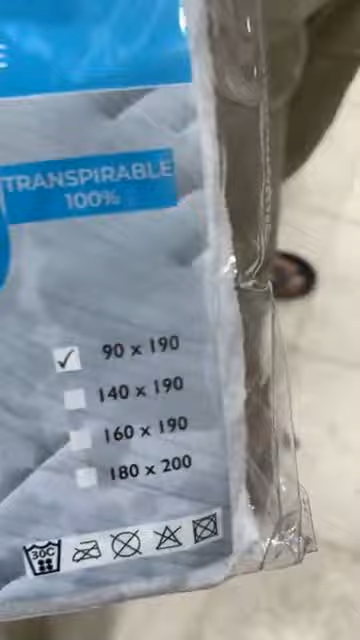 TRANSPIRABLE
100%
✓ 90 x 190
140 x 190
160 x 190
180 x 200
30C